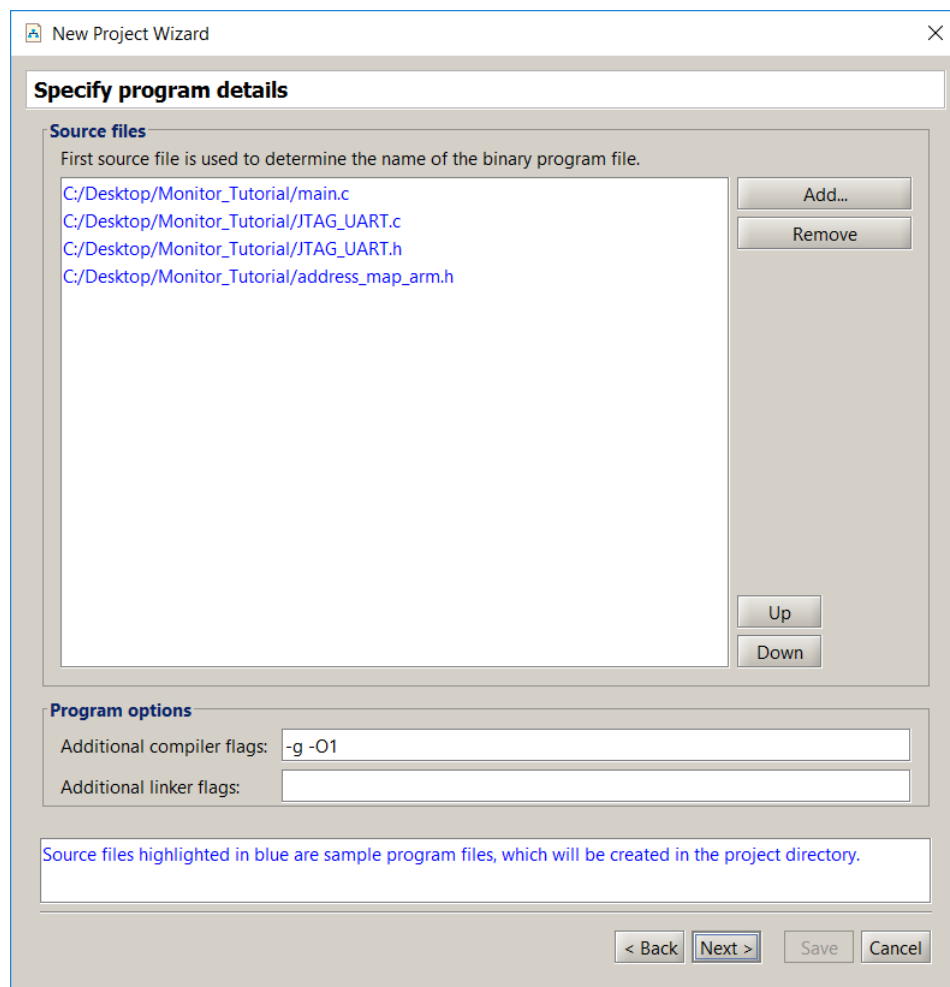 New Project Wizard
Specify program details
Source files
First source file is used to determine the name of the binary program file.
C:/Desktop/Monitor_Tutorial/main.c
C:/Desktop/Monitor_Tutorial/JTAG_UART.c
C:/Desktop/Monitor_Tutorial/JTAG_UART.h
C:/Desktop/Monitor_Tutorial/address_map_arm.h
Add...
Remove
Up
Down
Program options
Additional compiler flags: -g -O1
Additional linker flags:
Source files highlighted in blue are sample program files, which will be created in the project directory.
< Back Next > Save Cancel